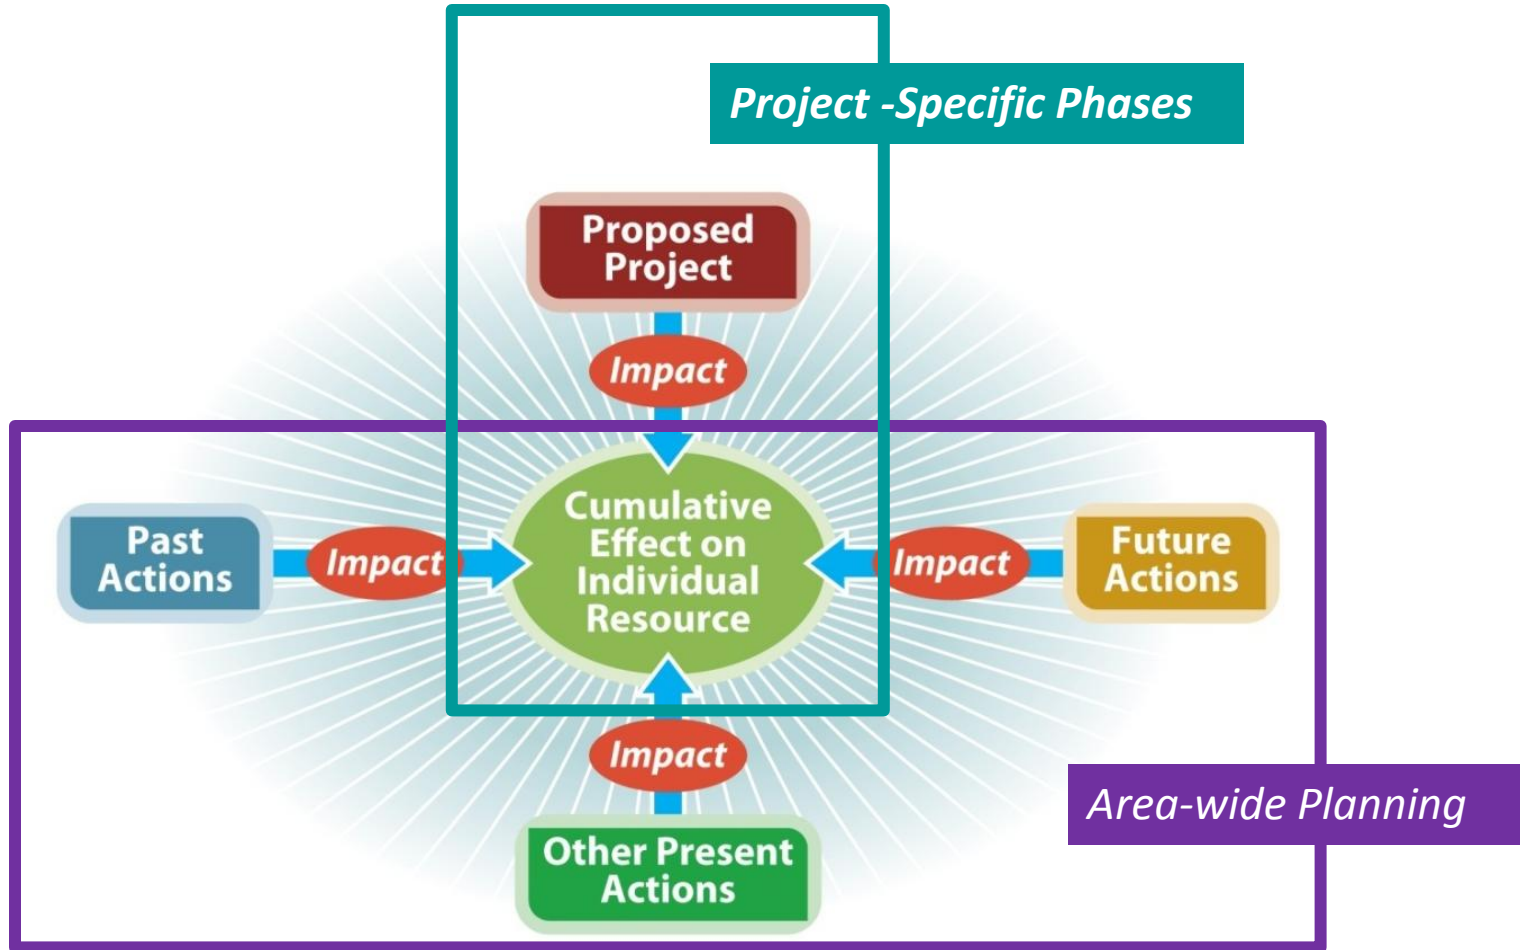 Project -Specific Phases
Proposed
Project
Impact
Past
Actions
Impact
Cumulative
Effect on
Individual
Resource
Impact
Future
Actions
Impact
Other Present
Actions
Area-wide Planning